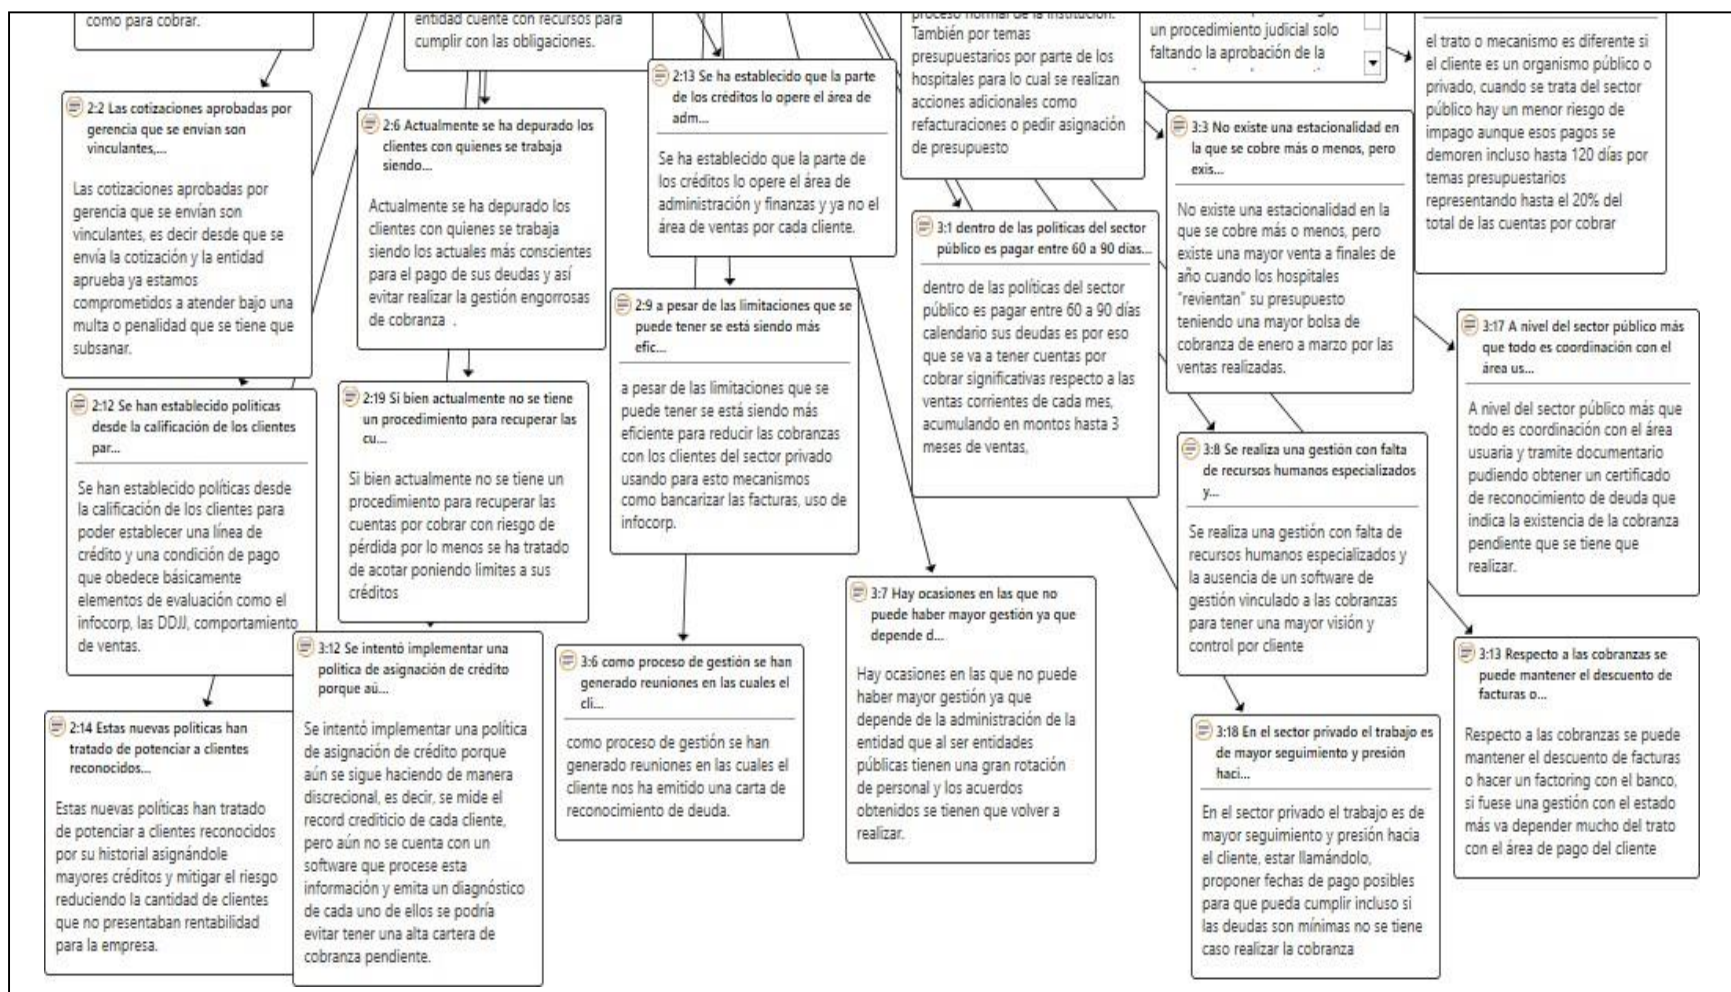 como para cobrar.
entidad cuente con recursos para
cumplir con las obligaciones.
proceso normal de la institución.
También por temas
presupuestarios por parte de los
hospitales para lo cual se realizan
acciones adicionales como
refacturaciones o pedir asignación
de presupuesto
un procedimiento judicial solo
faltando la aprobación de la
el trato o mecanismo es diferente si
el cliente es un organismo público o
privado, cuando se trata del sector
público hay un menor riesgo de
impago aunque esos pagos se
demoren incluso hasta 120 días por
temas presupuestarios
representando hasta el 20% del
total de las cuentas por cobrar
2:2 Las cotizaciones aprobadas por
gerencia que se envían son
vinculantes,...
Las cotizaciones aprobadas por
gerencia que se envían son
vinculantes, es decir desde que se
envía la cotización y la entidad
aprueba ya estamos
comprometidos a atender bajo una
multa o penalidad que se tiene que
subsanar.
2:6 Actualmente se ha depurado los
clientes con quienes se trabaja
siendo...
Actualmente se ha depurado los
clientes con quienes se trabaja
siendo los actuales más conscientes
para el pago de sus deudas y así
evitar realizar la gestión engorrosas
de cobranza .
2:13 Se ha establecido que la parte
de los créditos lo opere el área de
adm...
Se ha establecido que la parte de
los créditos lo opere el área de
administración y finanzas y ya no el
área de ventas por cada cliente.
3:1 dentro de las políticas del sector
público es pagar entre 60 a 90 días...
dentro de las políticas del sector
público es pagar entre 60 a 90 días
calendario sus deudas es por eso
que se va a tener cuentas por
cobrar significativas respecto a las
ventas corrientes de cada mes,
acumulando en montos hasta 3
meses de ventas,
3:3 No existe una estacionalidad en
la que se cobre más o menos, pero
exis...
No existe una estacionalidad en la
que se cobre más o menos, pero
existe una mayor venta a finales de
año cuando los hospitales
"revientan" su presupuesto
teniendo una mayor bolsa de
cobranza de enero a marzo por las
ventas realizadas.
2:9 a pesar de las limitaciones que se
puede tener se está siendo más
efic...
a pesar de las limitaciones que se
puede tener se está siendo más
eficiente para reducir las cobranzas
con los clientes del sector privado
usando para esto mecanismos
como bancarizar las facturas, uso de
infocorp.
3:17 A nivel del sector público más
que todo es coordinación con el
área us...
A nivel del sector público más que
todo es coordinación con el área
usuaria y tramite documentario
pudiendo obtener un certificado
de reconocimiento de deuda que
indica la existencia de la cobranza
pendiente que se tiene que
realizar.
2:12 Se han establecido políticas
desde la calificación de los clientes
par...
Se han establecido políticas desde
la calificación de los clientes para
poder establecer una línea de
crédito y una condición de pago
que obedece básicamente
elementos de evaluación como el
infocorp, las DDJJ, comportamiento
de ventas.
2:19 Si bien actualmente no se tiene
un procedimiento para recuperar las
cu...
Si bien actualmente no se tiene un
procedimiento para recuperar las
cuentas por cobrar con riesgo de
pérdida por lo menos se ha tratado
de acotar poniendo limites a sus
créditos
3:8 Se realiza una gestión con falta
de recursos humanos especializados
y...
Se realiza una gestión con falta de
recursos humanos especializados y
la ausencia de un software de
gestión vinculado a las cobranzas
para tener una mayor visión y
control por cliente
3:7 Hay ocasiones en las que no
puede haber mayor gestión ya que
depende d...
Hay ocasiones en las que no puede
haber mayor gestión ya que
depende de la administración de la
entidad que al ser entidades
públicas tienen una gran rotación
de personal y los acuerdos
obtenidos se tienen que volver a
realizar.
3:12 Se intentó implementar una
política de asignación de crédito
porque aú...
Se intentó implementar una política
de asignación de crédito porque
aún se sigue haciendo de manera
discrecional, es decir, se mide el
record crediticio de cada cliente,
pero aún no se cuenta con un
software que procese esta
información y emita un diagnóstico
de cada uno de ellos se podría
evitar tener una alta cartera de
cobranza pendiente.
3:6 como proceso de gestión se han
generado reuniones en las cuales el
cli...
como proceso de gestión se han
generado reuniones en las cuales el
cliente nos ha emitido una carta de
reconocimiento de deuda.
3:13 Respecto a las cobranzas se
puede mantener el descuento de
facturas o...
Respecto a las cobranzas se puede
mantener el descuento de facturas
o hacer un factoring con el banco,
si fuese una gestión con el estado
más va depender mucho del trato
con el área de pago del cliente
2:14 Estas nuevas políticas han
tratado de potenciar a clientes
reconocidos...
Estas nuevas políticas han tratado
de potenciar a clientes reconocidos
por su historial asignándole
mayores créditos y mitigar el riesgo
reduciendo la cantidad de clientes
que no presentaban rentabilidad
para la empresa.
3:18 En el sector privado el trabajo es
de mayor seguimiento y presión
haci...
En el sector privado el trabajo es de
mayor seguimiento y presión hacia
el cliente, estar llamándolo,
proponer fechas de pago posibles
para que pueda cumplir incluso si
las deudas son mínimas no se tiene
caso realizar la cobranza